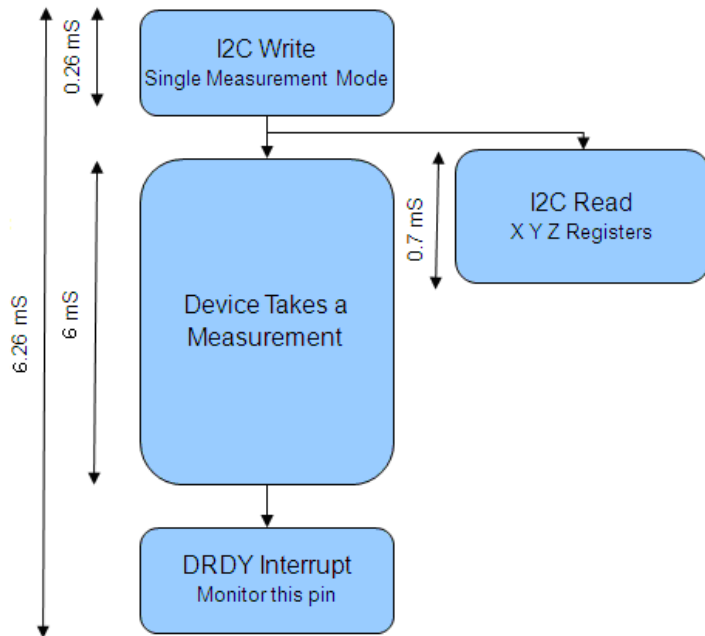 0.26 mS
I2C Write
Single Measurement Mode
6.26 mS
6 mS
Device Takes a
Measurement
0.7 mS
I2C Read
X Y Z Registers
DRDY Interrupt
Monitor this pin